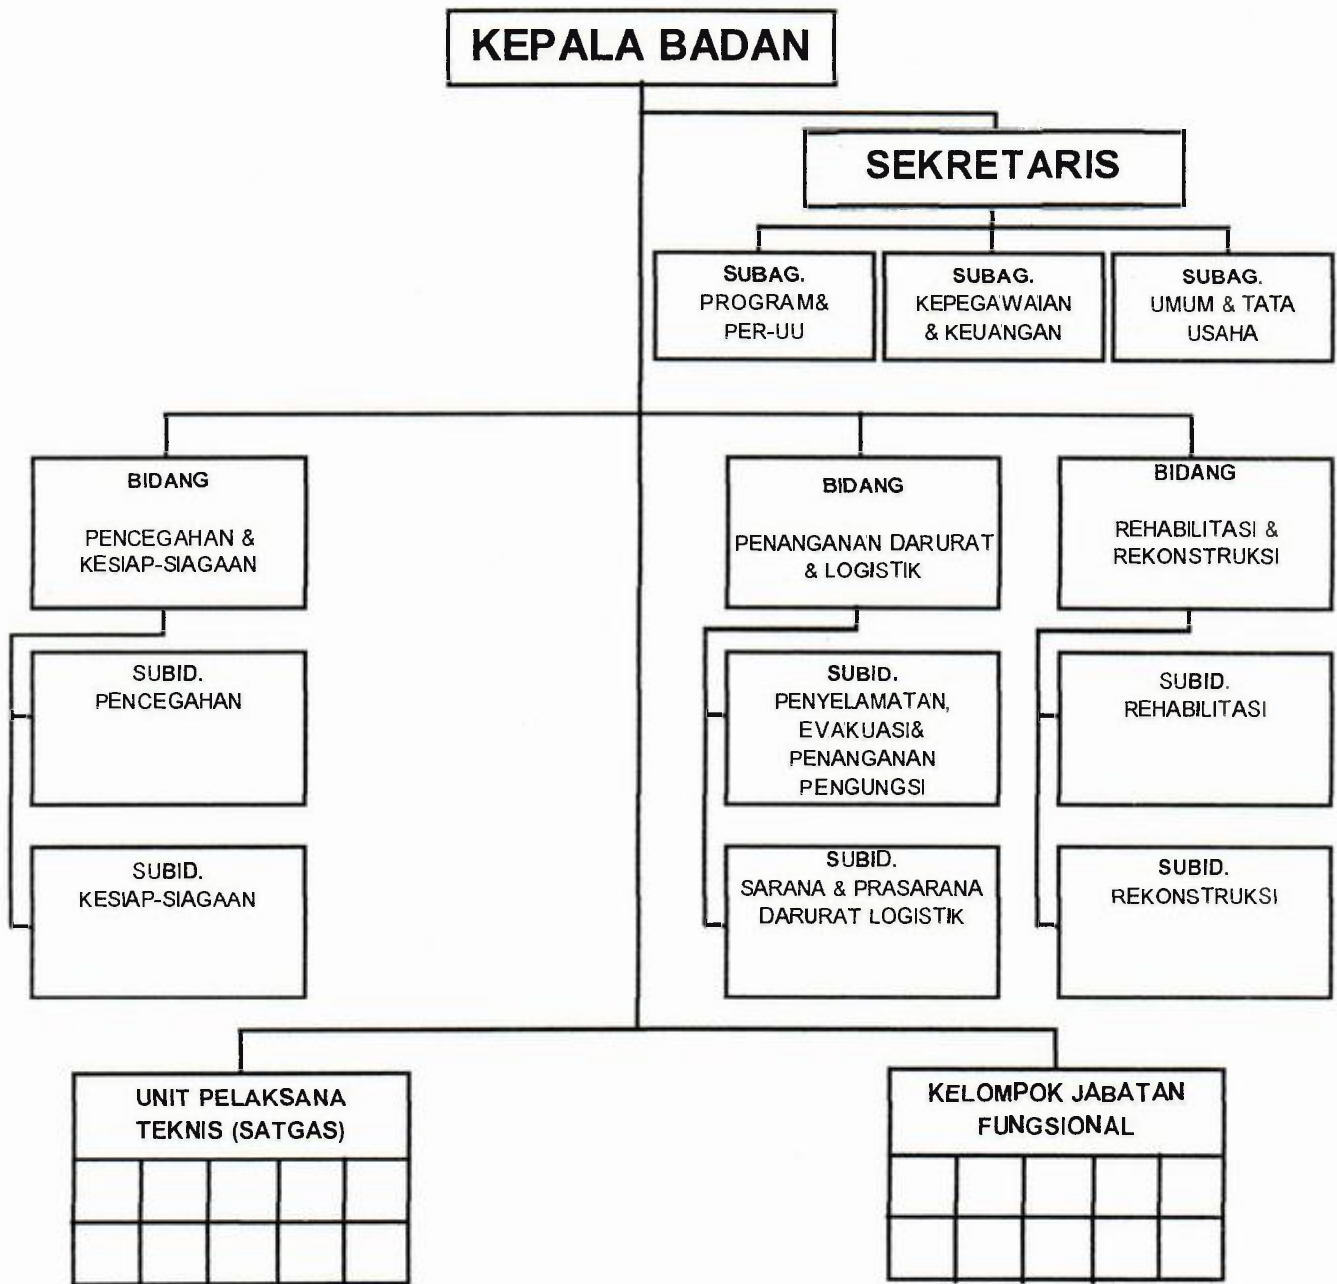 KEPALA BADAN
SEKRETARIS
SUBAG.
PROGRAM&
PER-UU
SUBAG.
KEPEGAWAIAN
& KEUANGAN
SUBAG.
UMUM & TATA
USAHA
BIDANG
PENCEGAHAN &
KESIAP-SIAGAAN
BIDANG
PENANGANAN DARURAT
& LOGISTIK
BIDANG
REHABILITASI &
REKONSTRUKSI
SUBID.
PENCEGAHAN
SUBID.
PENYELAMATAN,
EVAKUASI&
PENANGANAN
PENGUNGSI
SUBID.
REHABILITASI
SUBID.
KESIAP-SIAGAAN
SUBID.
SARANA & PRASARANA
DARURAT LOGISTIK
SUBID.
REKONSTRUKSI
UNIT PELAKSANA
TEKNIS (SATGAS)
KELOMPOK JABATAN
FUNGSIONAL